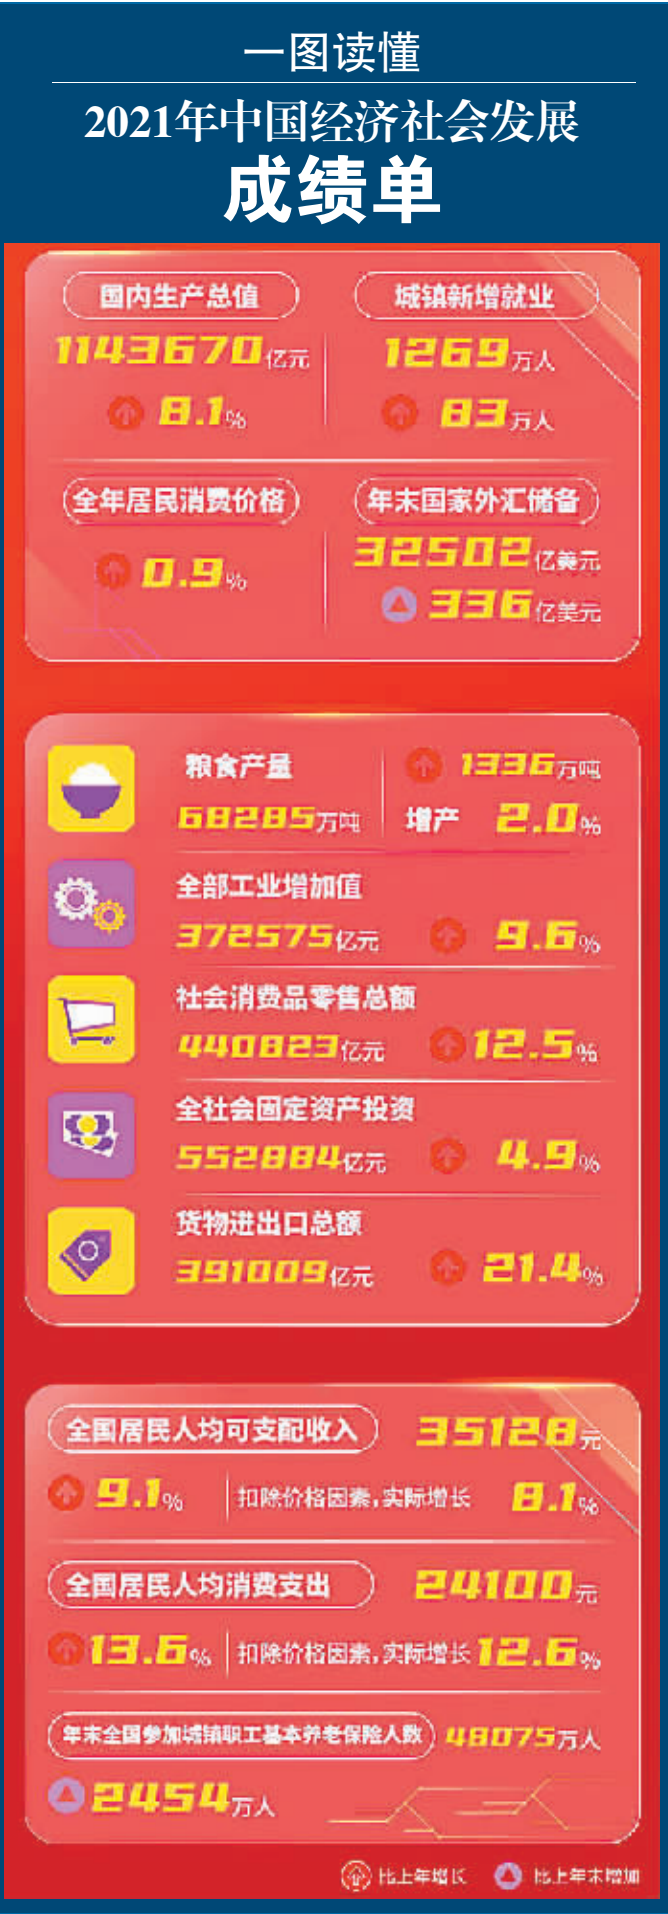 一图读懂
2021年中国经济社会发展
成绩单
国内生产总值
1143670亿元
8.1%
城镇新增就业
1269万人
83万人
全年居民消费价格
0.9%
年末国家外汇储备
32502亿美元
336亿美元
粮食产量
68285万吨
1336万吨
增产 2.0%
全部工业增加值
372575亿元 9.6%
社会消费品零售总额
440823亿元 12.5%
全社会固定资产投资
552884亿元 4.9%
货物进出口总额
391009亿元 21.4%
全国居民人均可支配收入 35128元
9.1% 扣除价格因素,实际增长 8.1%
全国居民人均消费支出 24100元
13.6% 扣除价格因素,实际增长 12.6%
年末全国参加城镇职工基本养老保险人数 48075万人
2454万人
比上年增长 比上年末增加